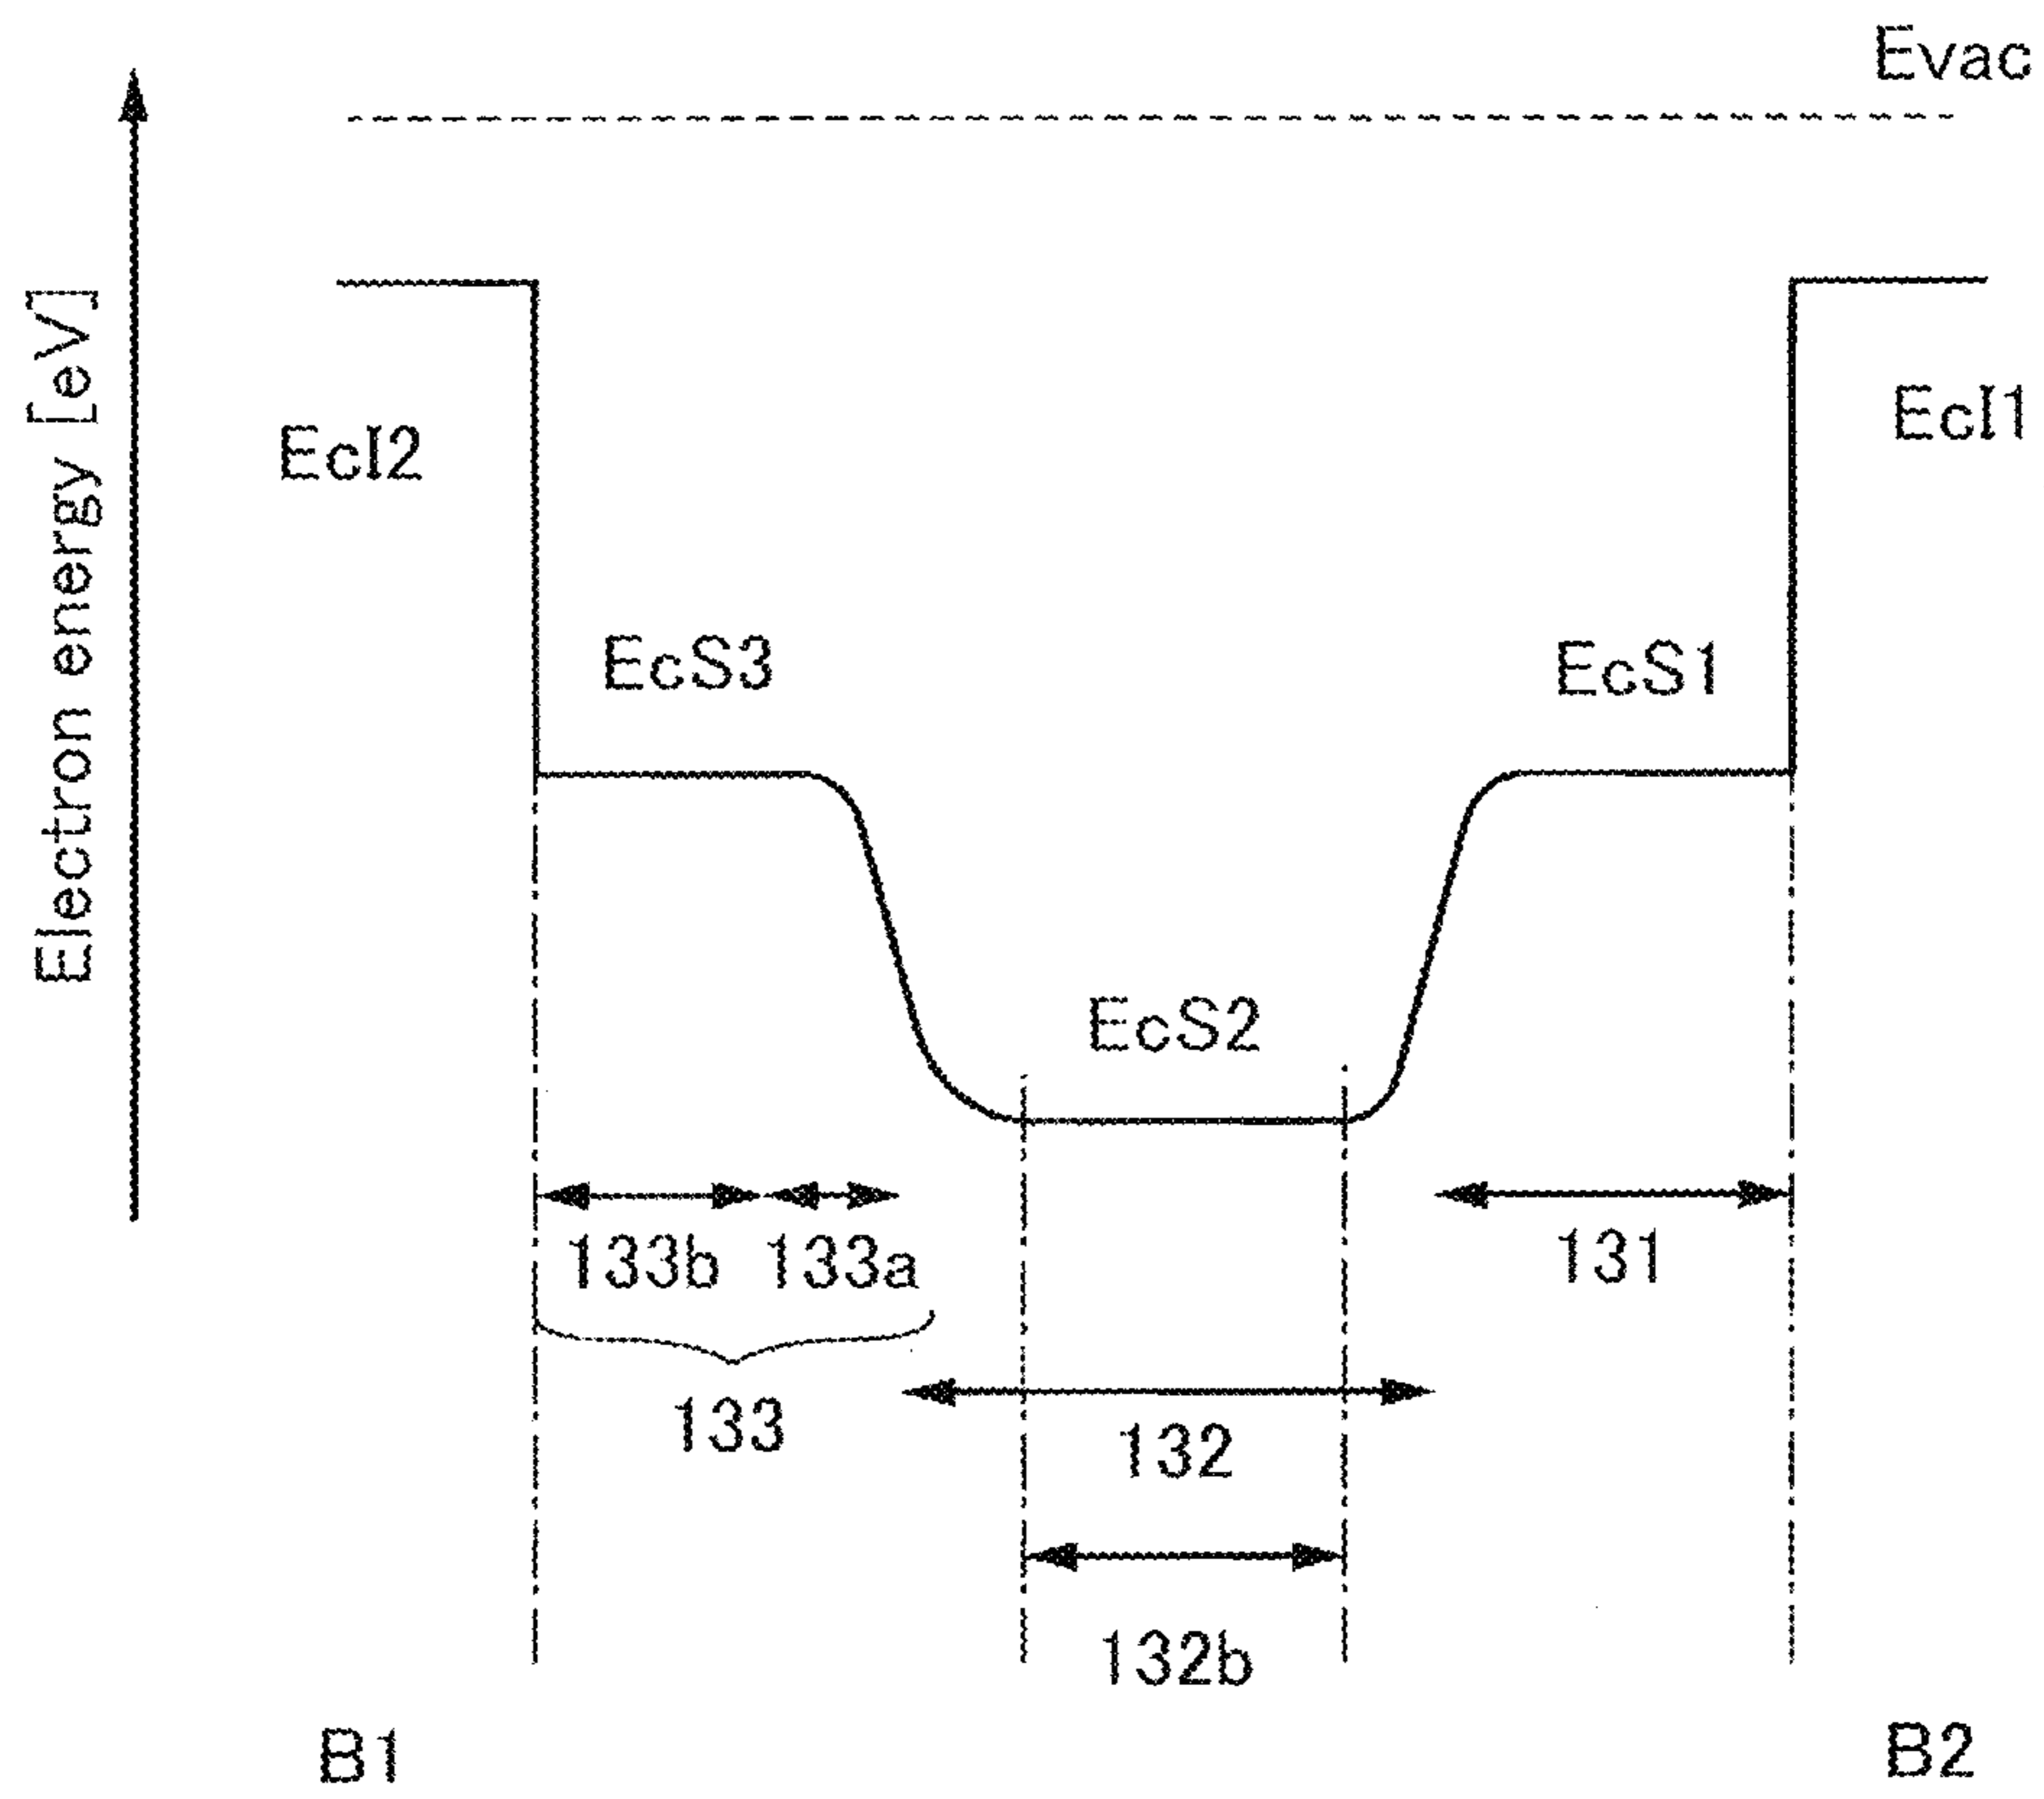 Evac
Electron energy [eV]
EcI2
EcI1
EcS3
EcS1
EcS2
133b
133a
131
133
132
132b
B1
B2